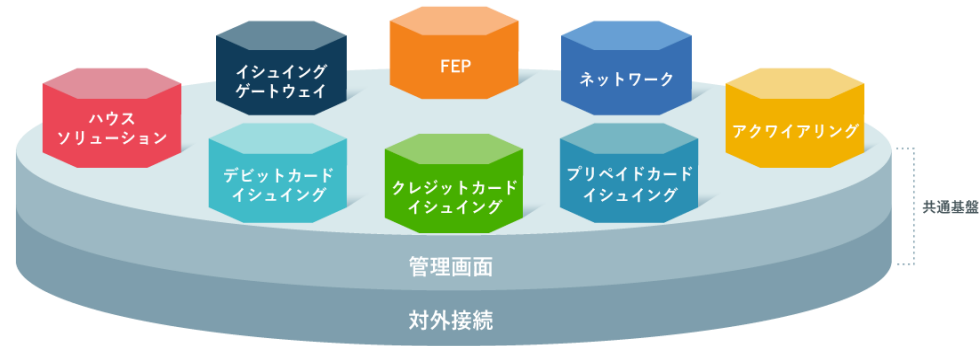 イシュイング
ゲートウェイ
FEP
ネットワーク
ハウス
ソリューション
アクワイアリング
デビットカード
イシュイング
クレジットカード
イシュイング
プリペイドカード
イシュイング
共通基盤
管理画面
対外接続